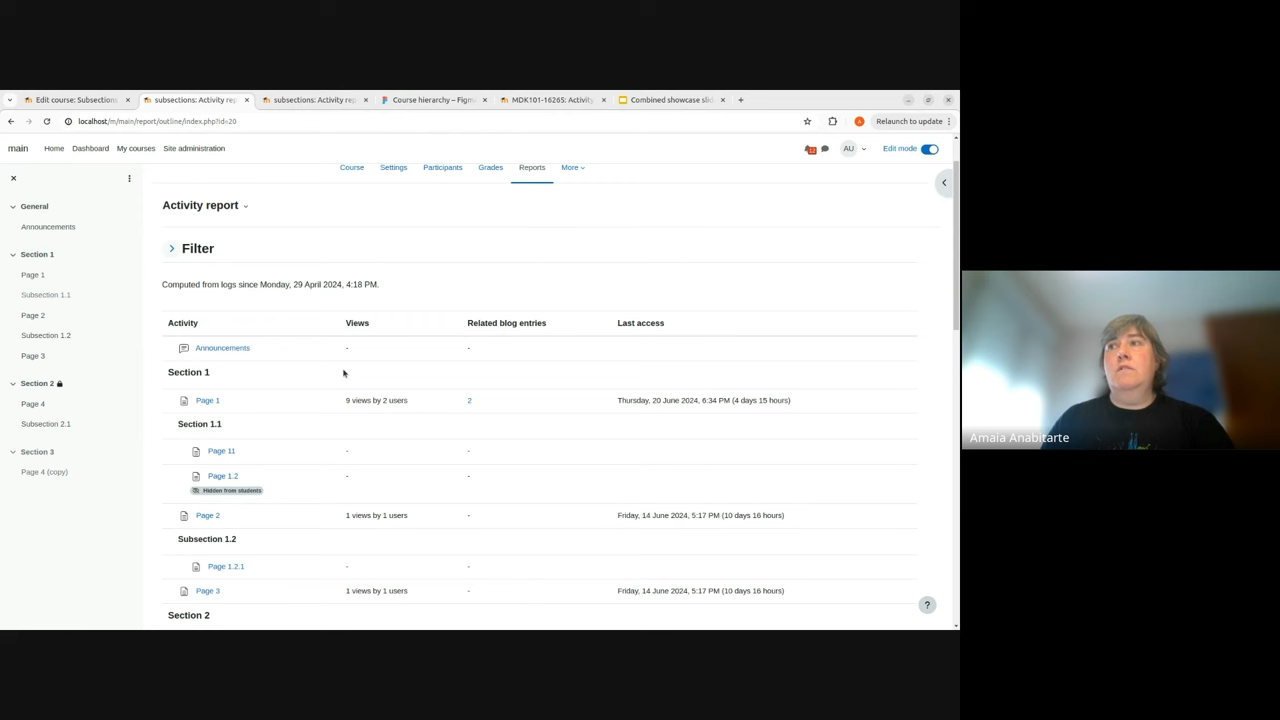 Edit course: Subsections
subsections: Activity rep
subsections: Activity rep
Course hierarchy – Figm
MDK101-16265: Activity
Combined showcase slid
localhost/m/main/report/outline/index.php?id=20
Relaunch to update
main
Home
Dashboard
My courses
Site administration
12
AU
Edit mode
Course
Settings
Participants
Grades
Reports
More
General
Announcements
Section 1
Page 1
Subsection 1.1
Page 2
Subsection 1.2
Page 3
Section 2
Page 4
Subsection 2.1
Section 3
Page 4 (copy)
Activity report
Filter
Computed from logs since Monday, 29 April 2024, 4:18 PM.
Activity Views Related blog entries Last access
Announcements - -
Section 1
Page 1 9 views by 2 users 2 Thursday, 20 June 2024, 6:34 PM (4 days 15 hours)
Section 1.1
Page 11 - -
Page 1.2 - -
Hidden from students
Page 2 1 views by 1 users - Friday, 14 June 2024, 5:17 PM (10 days 16 hours)
Subsection 1.2
Page 1.2.1 - -
Page 3 1 views by 1 users - Friday, 14 June 2024, 5:17 PM (10 days 16 hours)
Section 2
?
Amaia Anabitarte